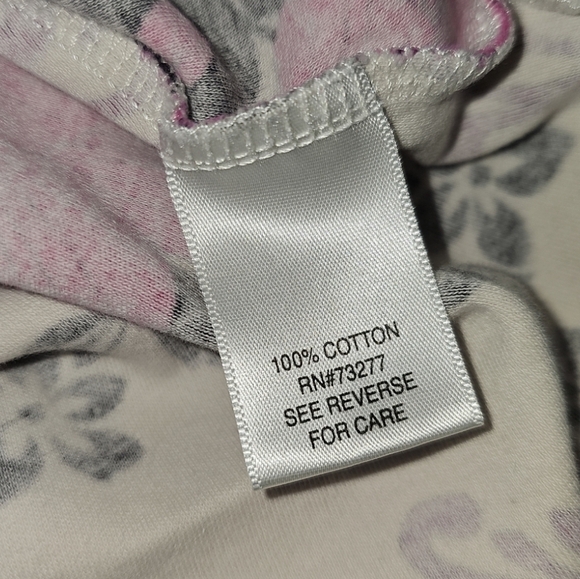 100% COTTON
RN#73277
SEE REVERSE
FOR CARE